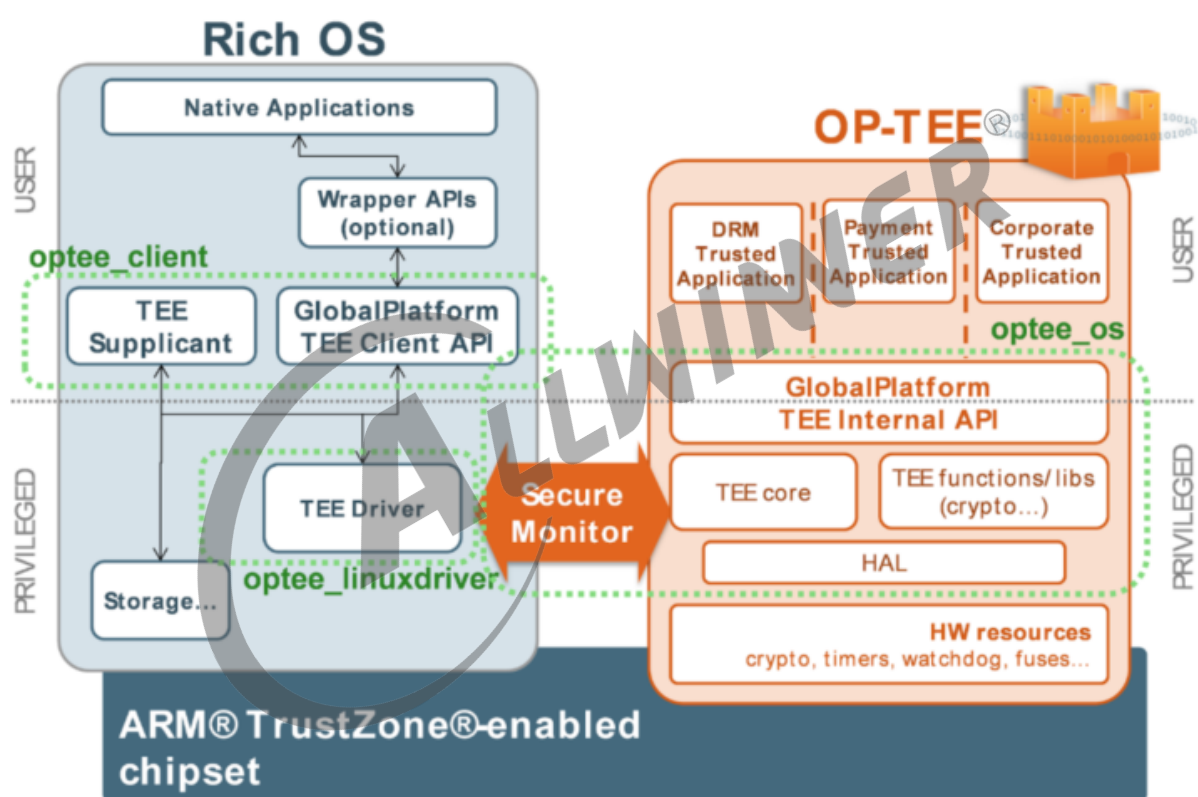 Rich OS
Native Applications
Wrapper APIs
(optional)
optee_client
TEE
Supplicant
GlobalPlatform
TEE Client API
TEE Driver
optee_linuxdriver
Storage...
USER
PRIVILEGED
Secure
Monitor
OP-TEE®
DRM
Trusted
Application
Payment
Trusted
Application
Corporate
Trusted
Application
optee_os
GlobalPlatform
TEE Internal API
TEE core
TEE functions/ libs
(crypto...)
HAL
HW resources
crypto, timers, watchdog, fuses...
USER
PRIVILEGED
ARM® TrustZone®-enabled
chipset
ALLWINNER